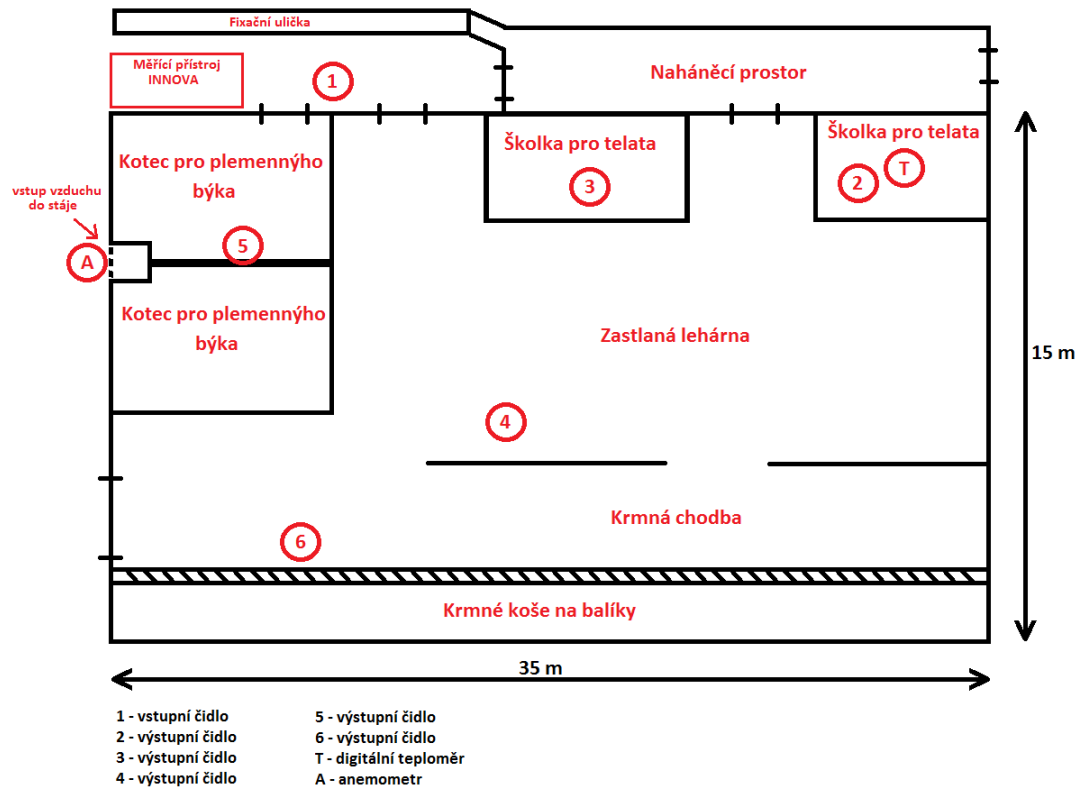 Fixační ulička
Měřící přístroj
INNOVA
1
Naháněcí prostor
Kotec pro plemennýho
býka
Školka pro telata
3
Školka pro telata
2
T
vstup vzduchu
do stáje
A
5
Kotec pro plemennýho
býka
Zastlaná lehárna
15 m
4
Krmná chodba
6
Krmné koše na balíky
35 m
1 - vstupní čidlo
2 - výstupní čidlo
3 - výstupní čidlo
4 - výstupní čidlo
5 - výstupní čidlo
6 - výstupní čidlo
T - digitální teploměr
A - anemometr